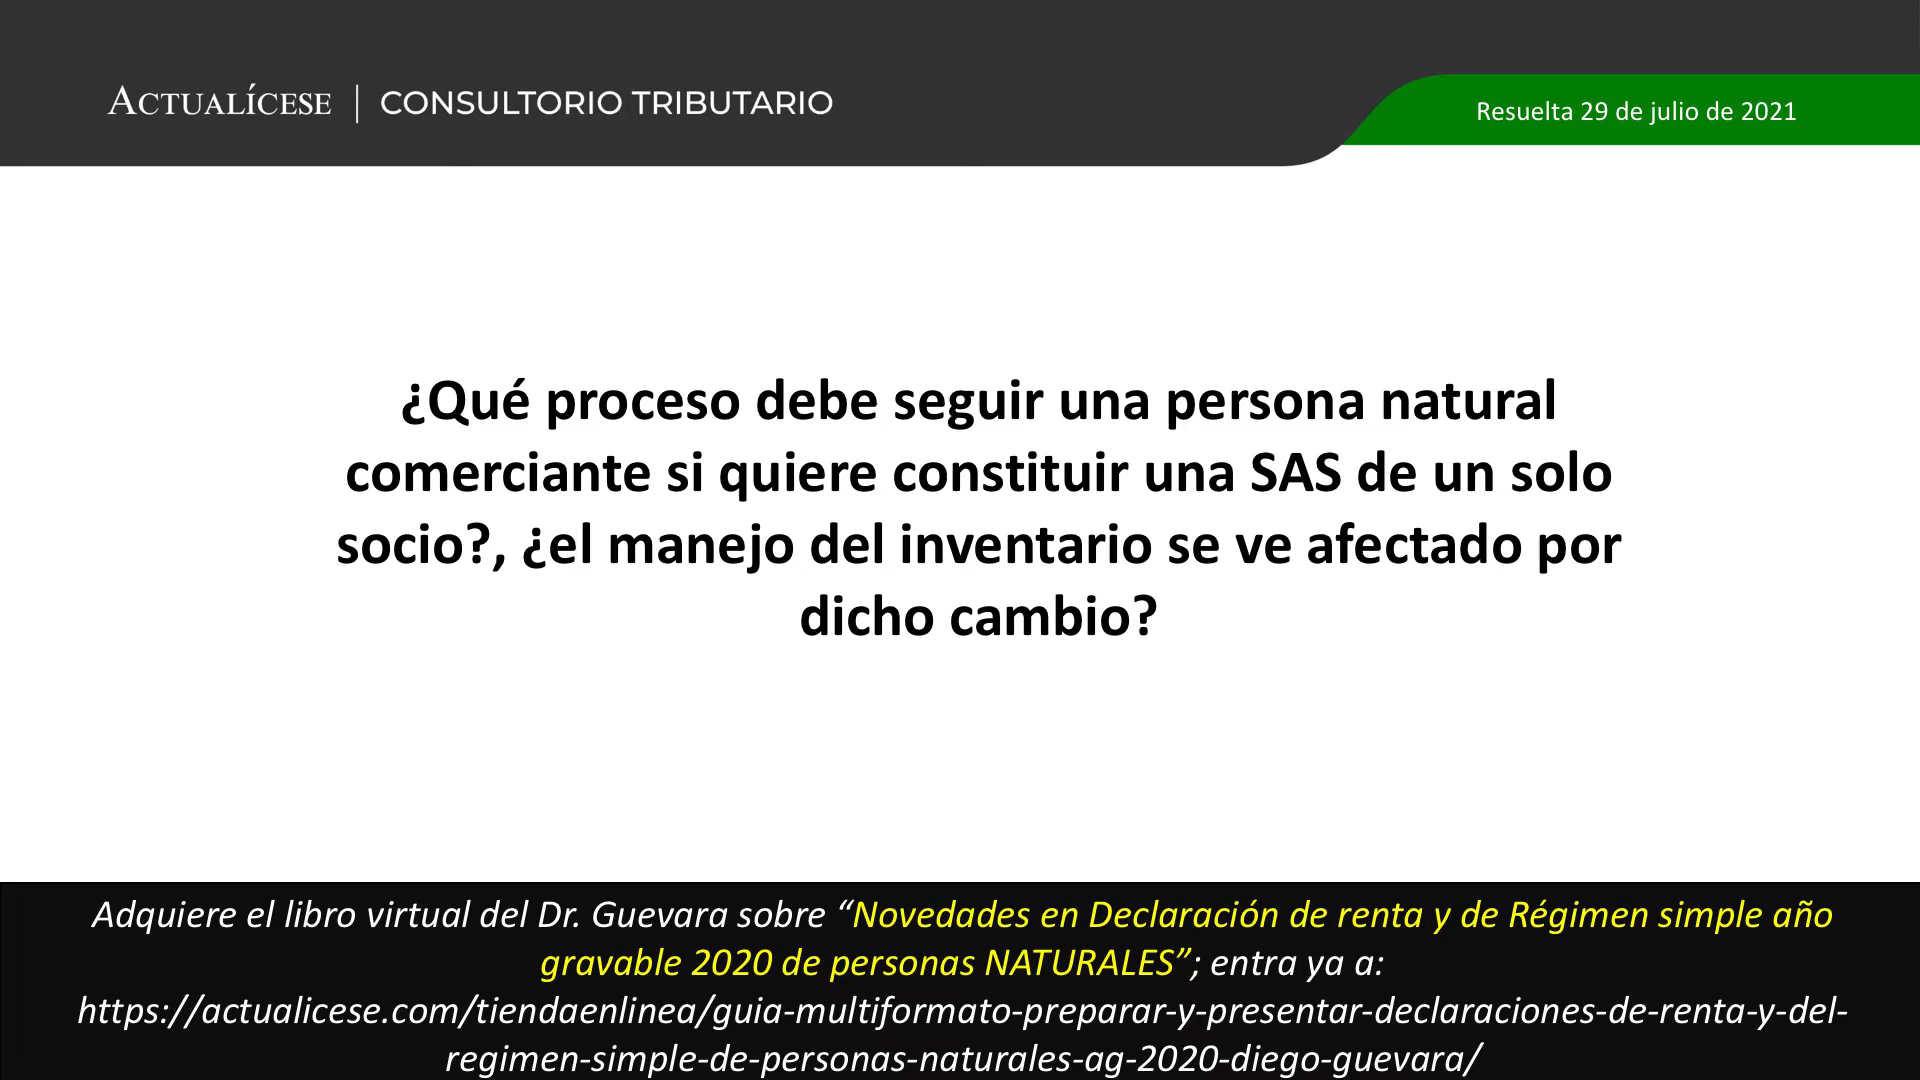 ACTUALÍCESE | CONSULTORIO TRIBUTARIO
Resuelta 29 de julio de 2021
¿Qué proceso debe seguir una persona natural
comerciante si quiere constituir una SAS de un solo
socio?, ¿el manejo del inventario se ve afectado por
dicho cambio?
Adquiere el libro virtual del Dr. Guevara sobre “Novedades en Declaración de renta y de Régimen simple año
gravable 2020 de personas NATURALES”; entra ya a:
https://actualicese.com/tiendaenlinea/guia-multiformato-preparar-y-presentar-declaraciones-de-renta-y-del-
regimen-simple-de-personas-naturales-ag-2020-diego-guevara/